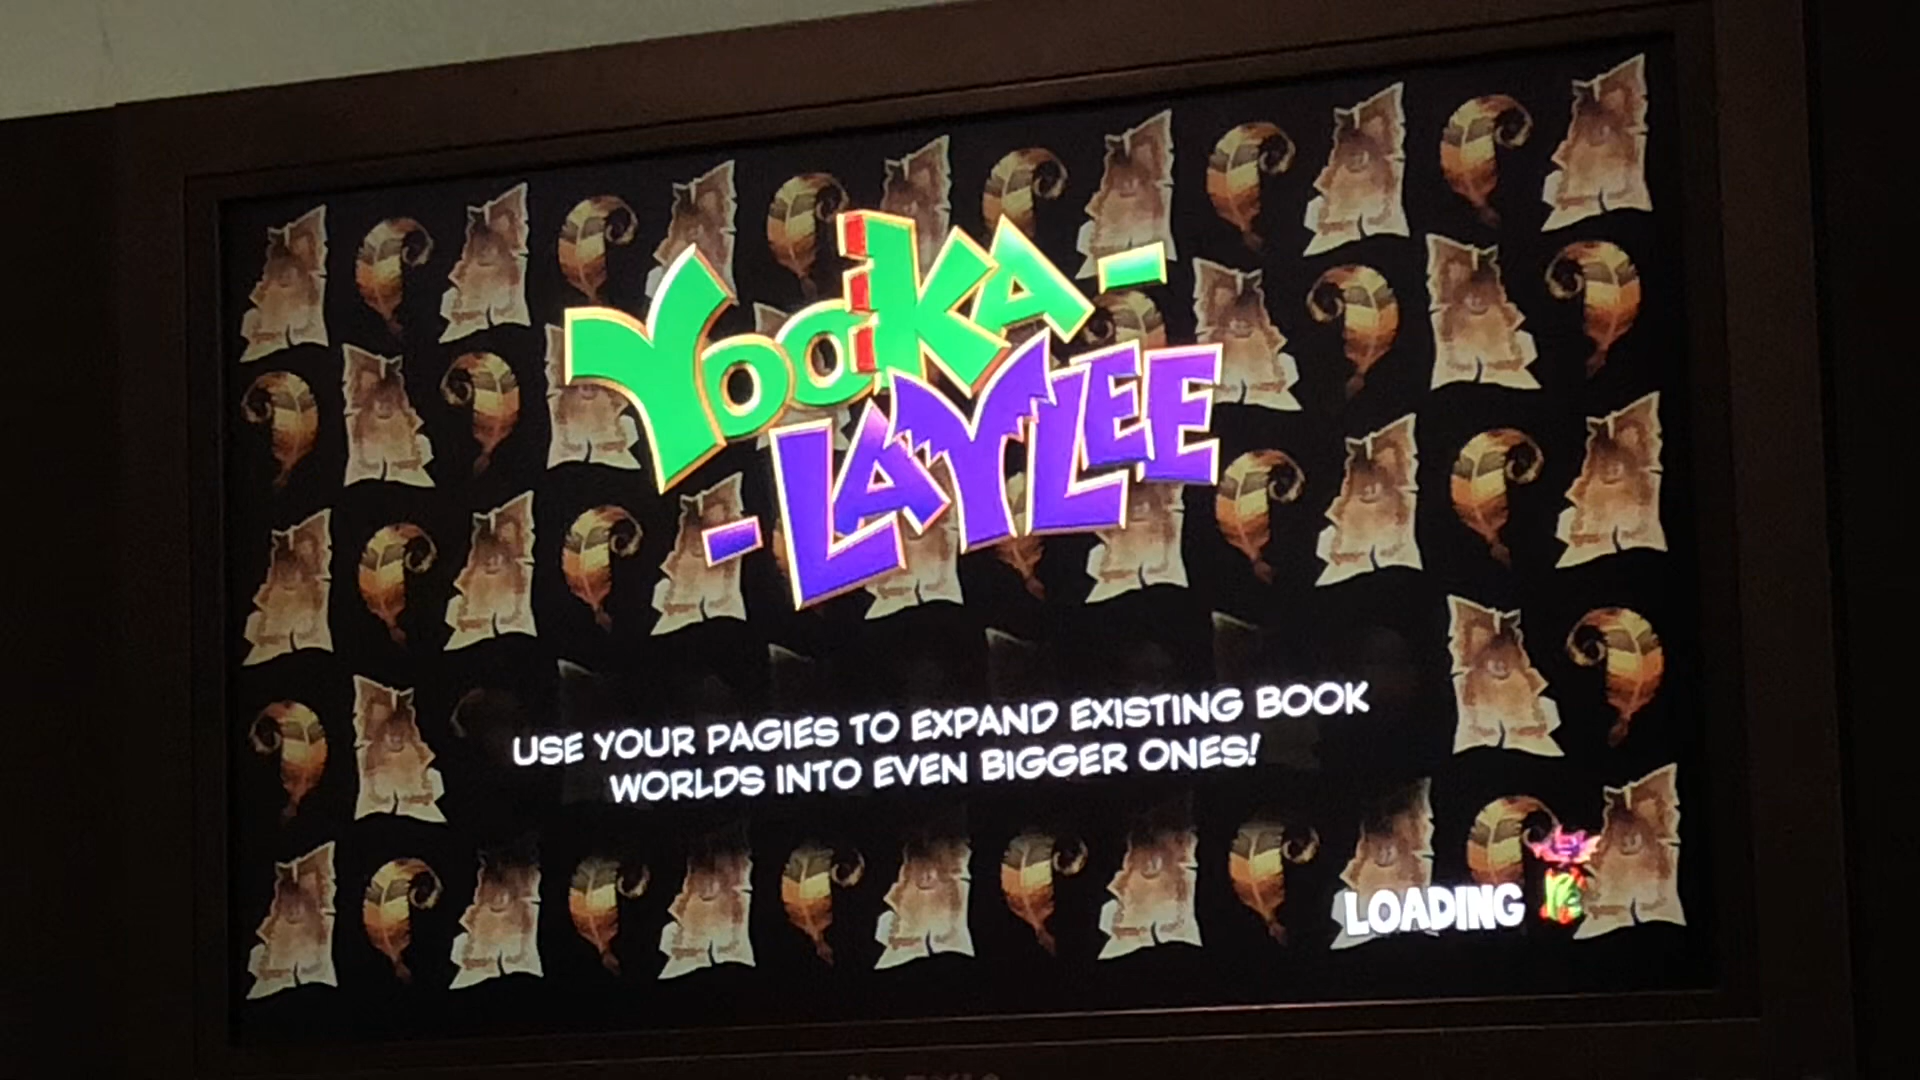 YOOKA-
-LAYLEE
USE YOUR PAGIES TO EXPAND EXISTING BOOK
WORLDS INTO EVEN BIGGER ONES!
LOADING